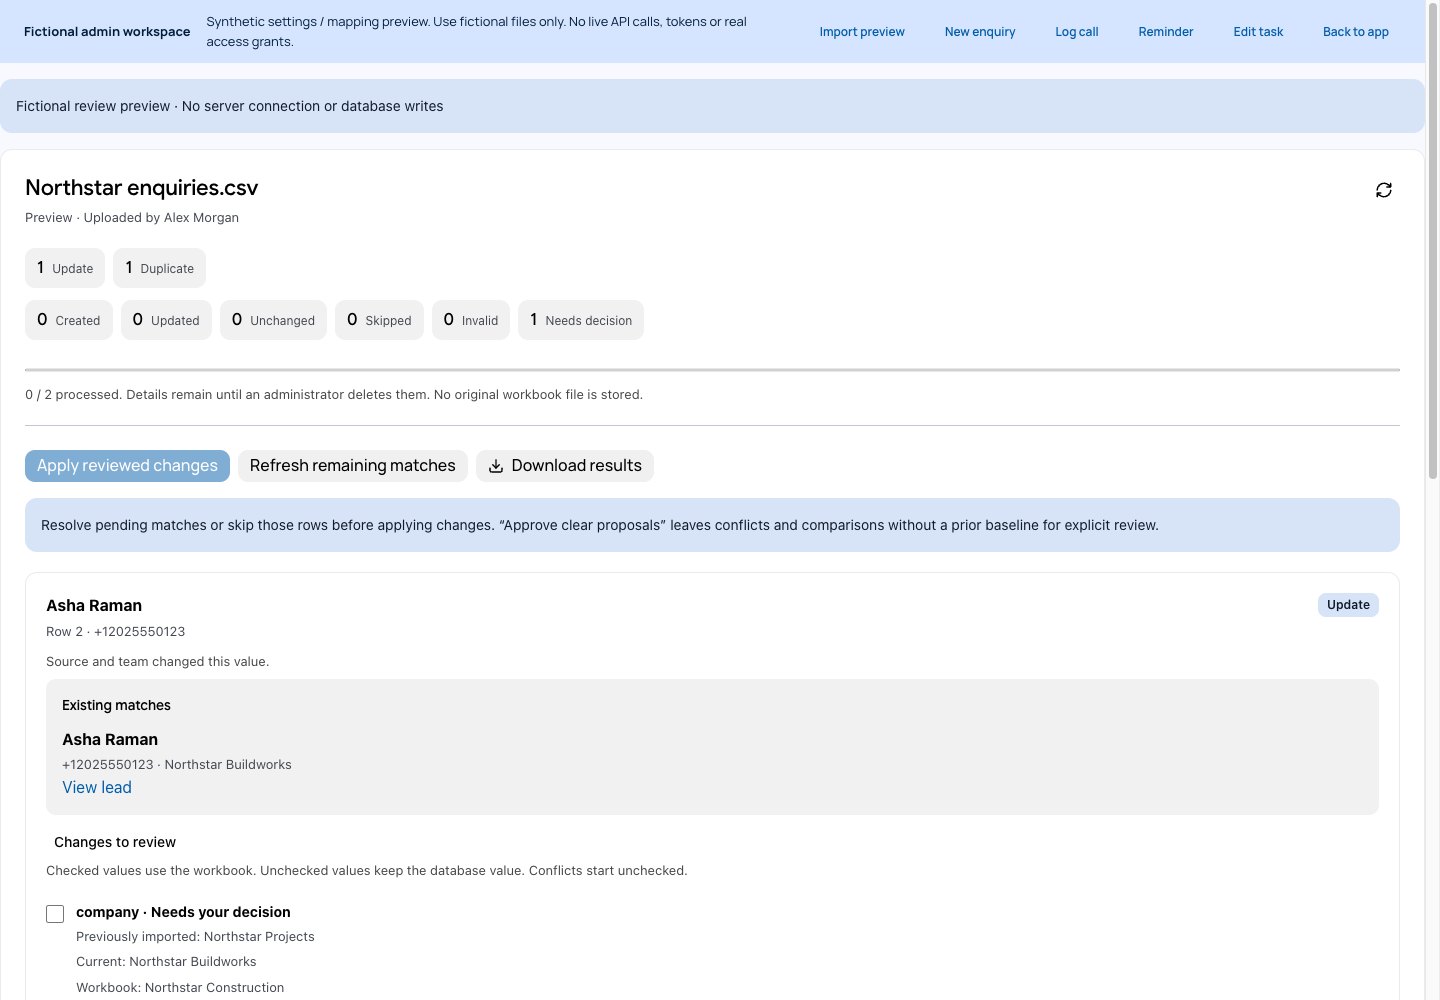 Fictional admin workspace
Synthetic settings / mapping preview. Use fictional files only. No live API calls, tokens or real
access grants.
Import preview
New enquiry
Log call
Reminder
Edit task
Back to app
Fictional review preview · No server connection or database writes
Northstar enquiries.csv
Preview · Uploaded by Alex Morgan
1 Update
1 Duplicate
0 Created
0 Updated
0 Unchanged
0 Skipped
0 Invalid
1 Needs decision
0 / 2 processed. Details remain until an administrator deletes them. No original workbook file is stored.
Apply reviewed changes
Refresh remaining matches
Download results
Resolve pending matches or skip those rows before applying changes. “Approve clear proposals” leaves conflicts and comparisons without a prior baseline for explicit review.
Asha Raman
Update
Row 2 · +12025550123
Source and team changed this value.
Existing matches
Asha Raman
+12025550123 · Northstar Buildworks
View lead
Changes to review
Checked values use the workbook. Unchecked values keep the database value. Conflicts start unchecked.
company · Needs your decision
Previously imported: Northstar Projects
Current: Northstar Buildworks
Workbook: Northstar Construction